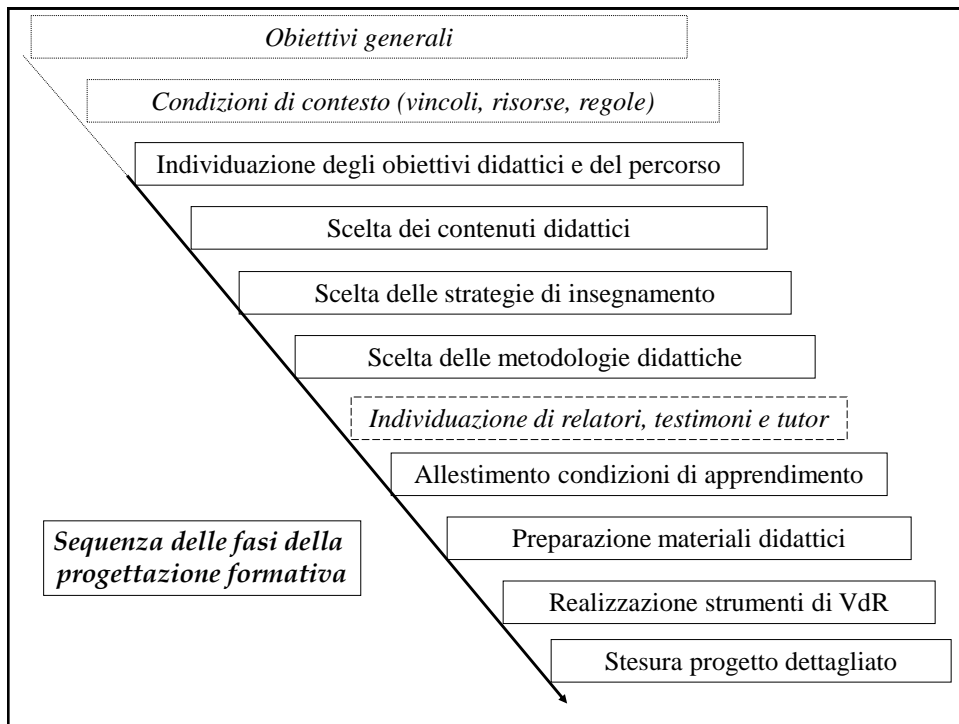 Obiettivi generali
Condizioni di contesto (vincoli, risorse, regole)
Individuazione degli obiettivi didattici e del percorso
Scelta dei contenuti didattici
Scelta delle strategie di insegnamento
Scelta delle metodologie didattiche
Individuazione di relatori, testimoni e tutor
Allestimento condizioni di apprendimento
Preparazione materiali didattici
Realizzazione strumenti di VdR
Stesura progetto dettagliato
Sequenza delle fasi della
progettazione formativa